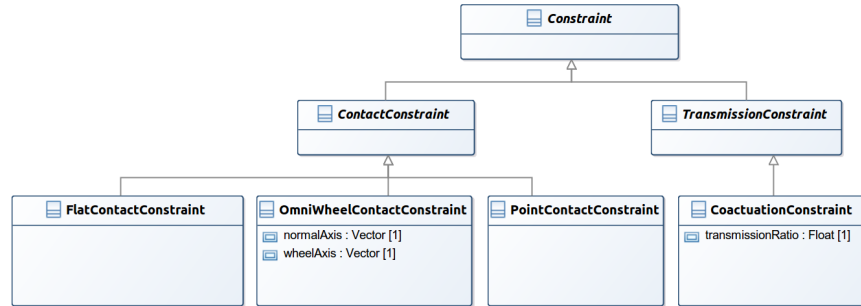 Constraint
ContactConstraint
TransmissionConstraint
FlatContactConstraint
OmniWheelContactConstraint
normalAxis : Vector [1]
wheelAxis : Vector [1]
PointContactConstraint
CoactuationConstraint
transmissionRatio : Float [1]